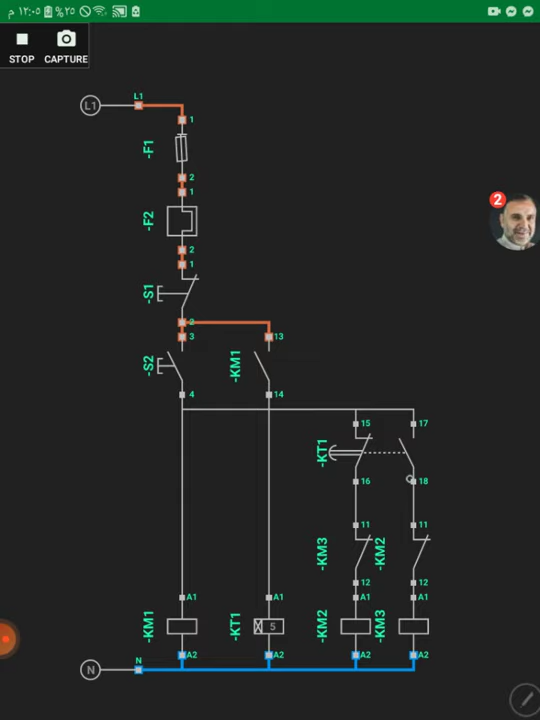 ١٢:٠٥ م
%٢٥
STOP
CAPTURE
L1
L1
1
-F1
2
1
-F2
2
1
-S1
2
3
13
-S2
-KM1
4
14
15
17
-KT1
16
18
11
11
-KM3
-KM2
12
12
A1
A1
A1
A1
-KM1
-KT1
5
-KM2
-KM3
A2
A2
A2
A2
N
N
2